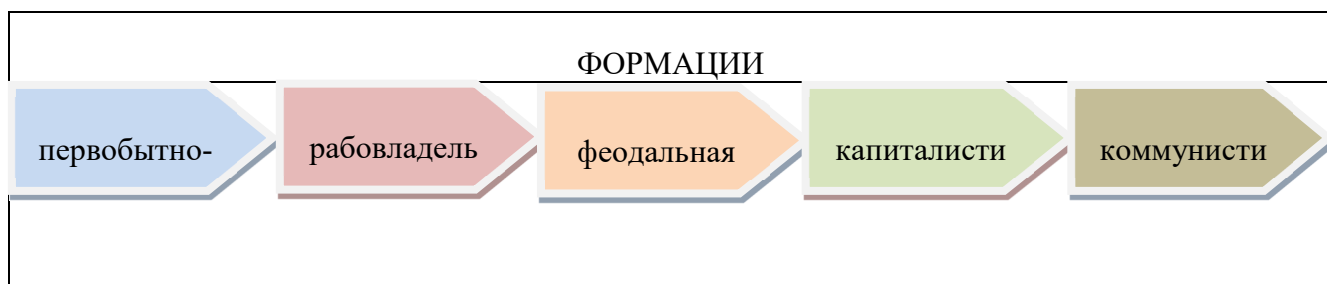 ФОРМАЦИИ
первобытно-
рабовладель
феодальная
капиталисти
коммунисти